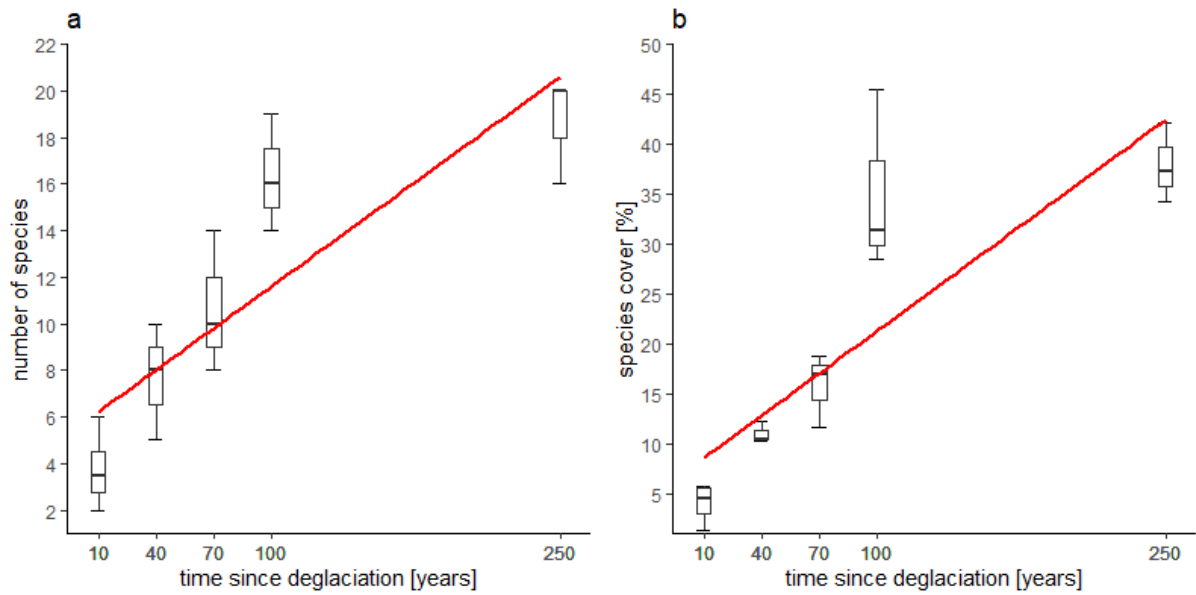 a
22
20
18
16
14
12
10
8
6
4
2
number of species
10 40 70 100 250
time since deglaciation [years]
b
50
45
40
35
30
25
20
15
10
5
species cover [%]
10 40 70 100 250
time since deglaciation [years]